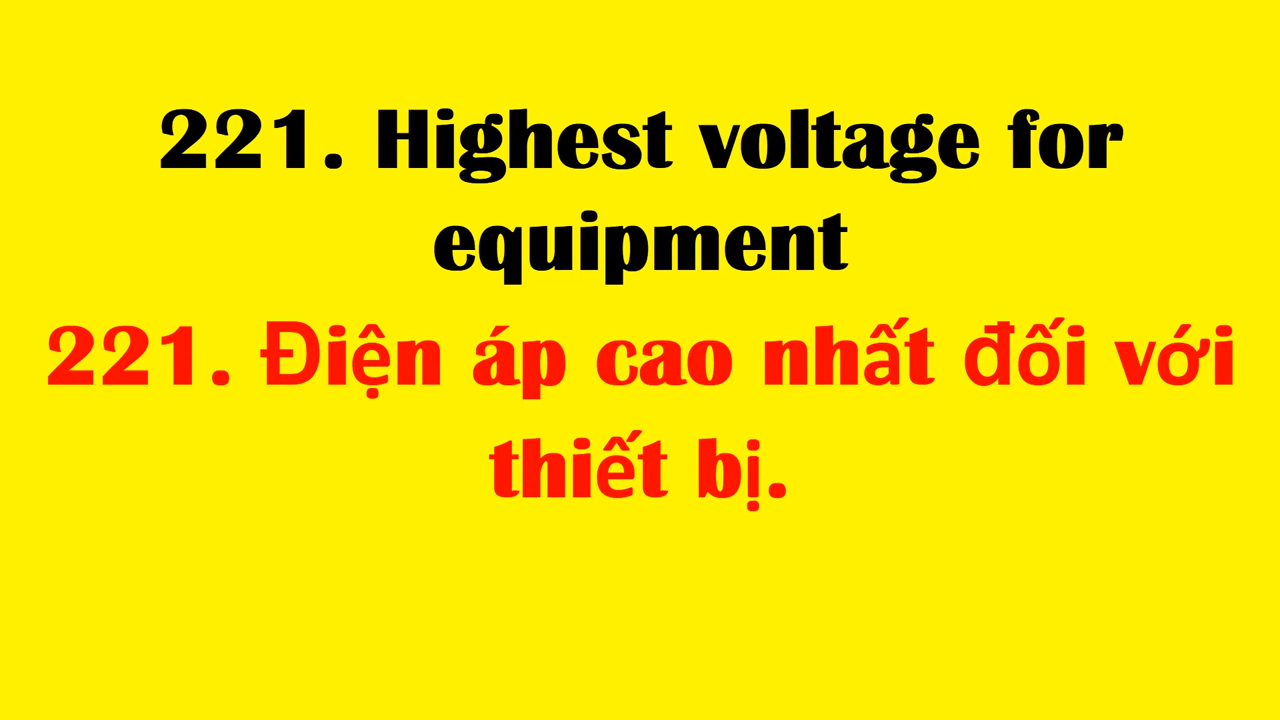 221. Highest voltage for
equipment
221. Điện áp cao nhất đối với
thiết bị.